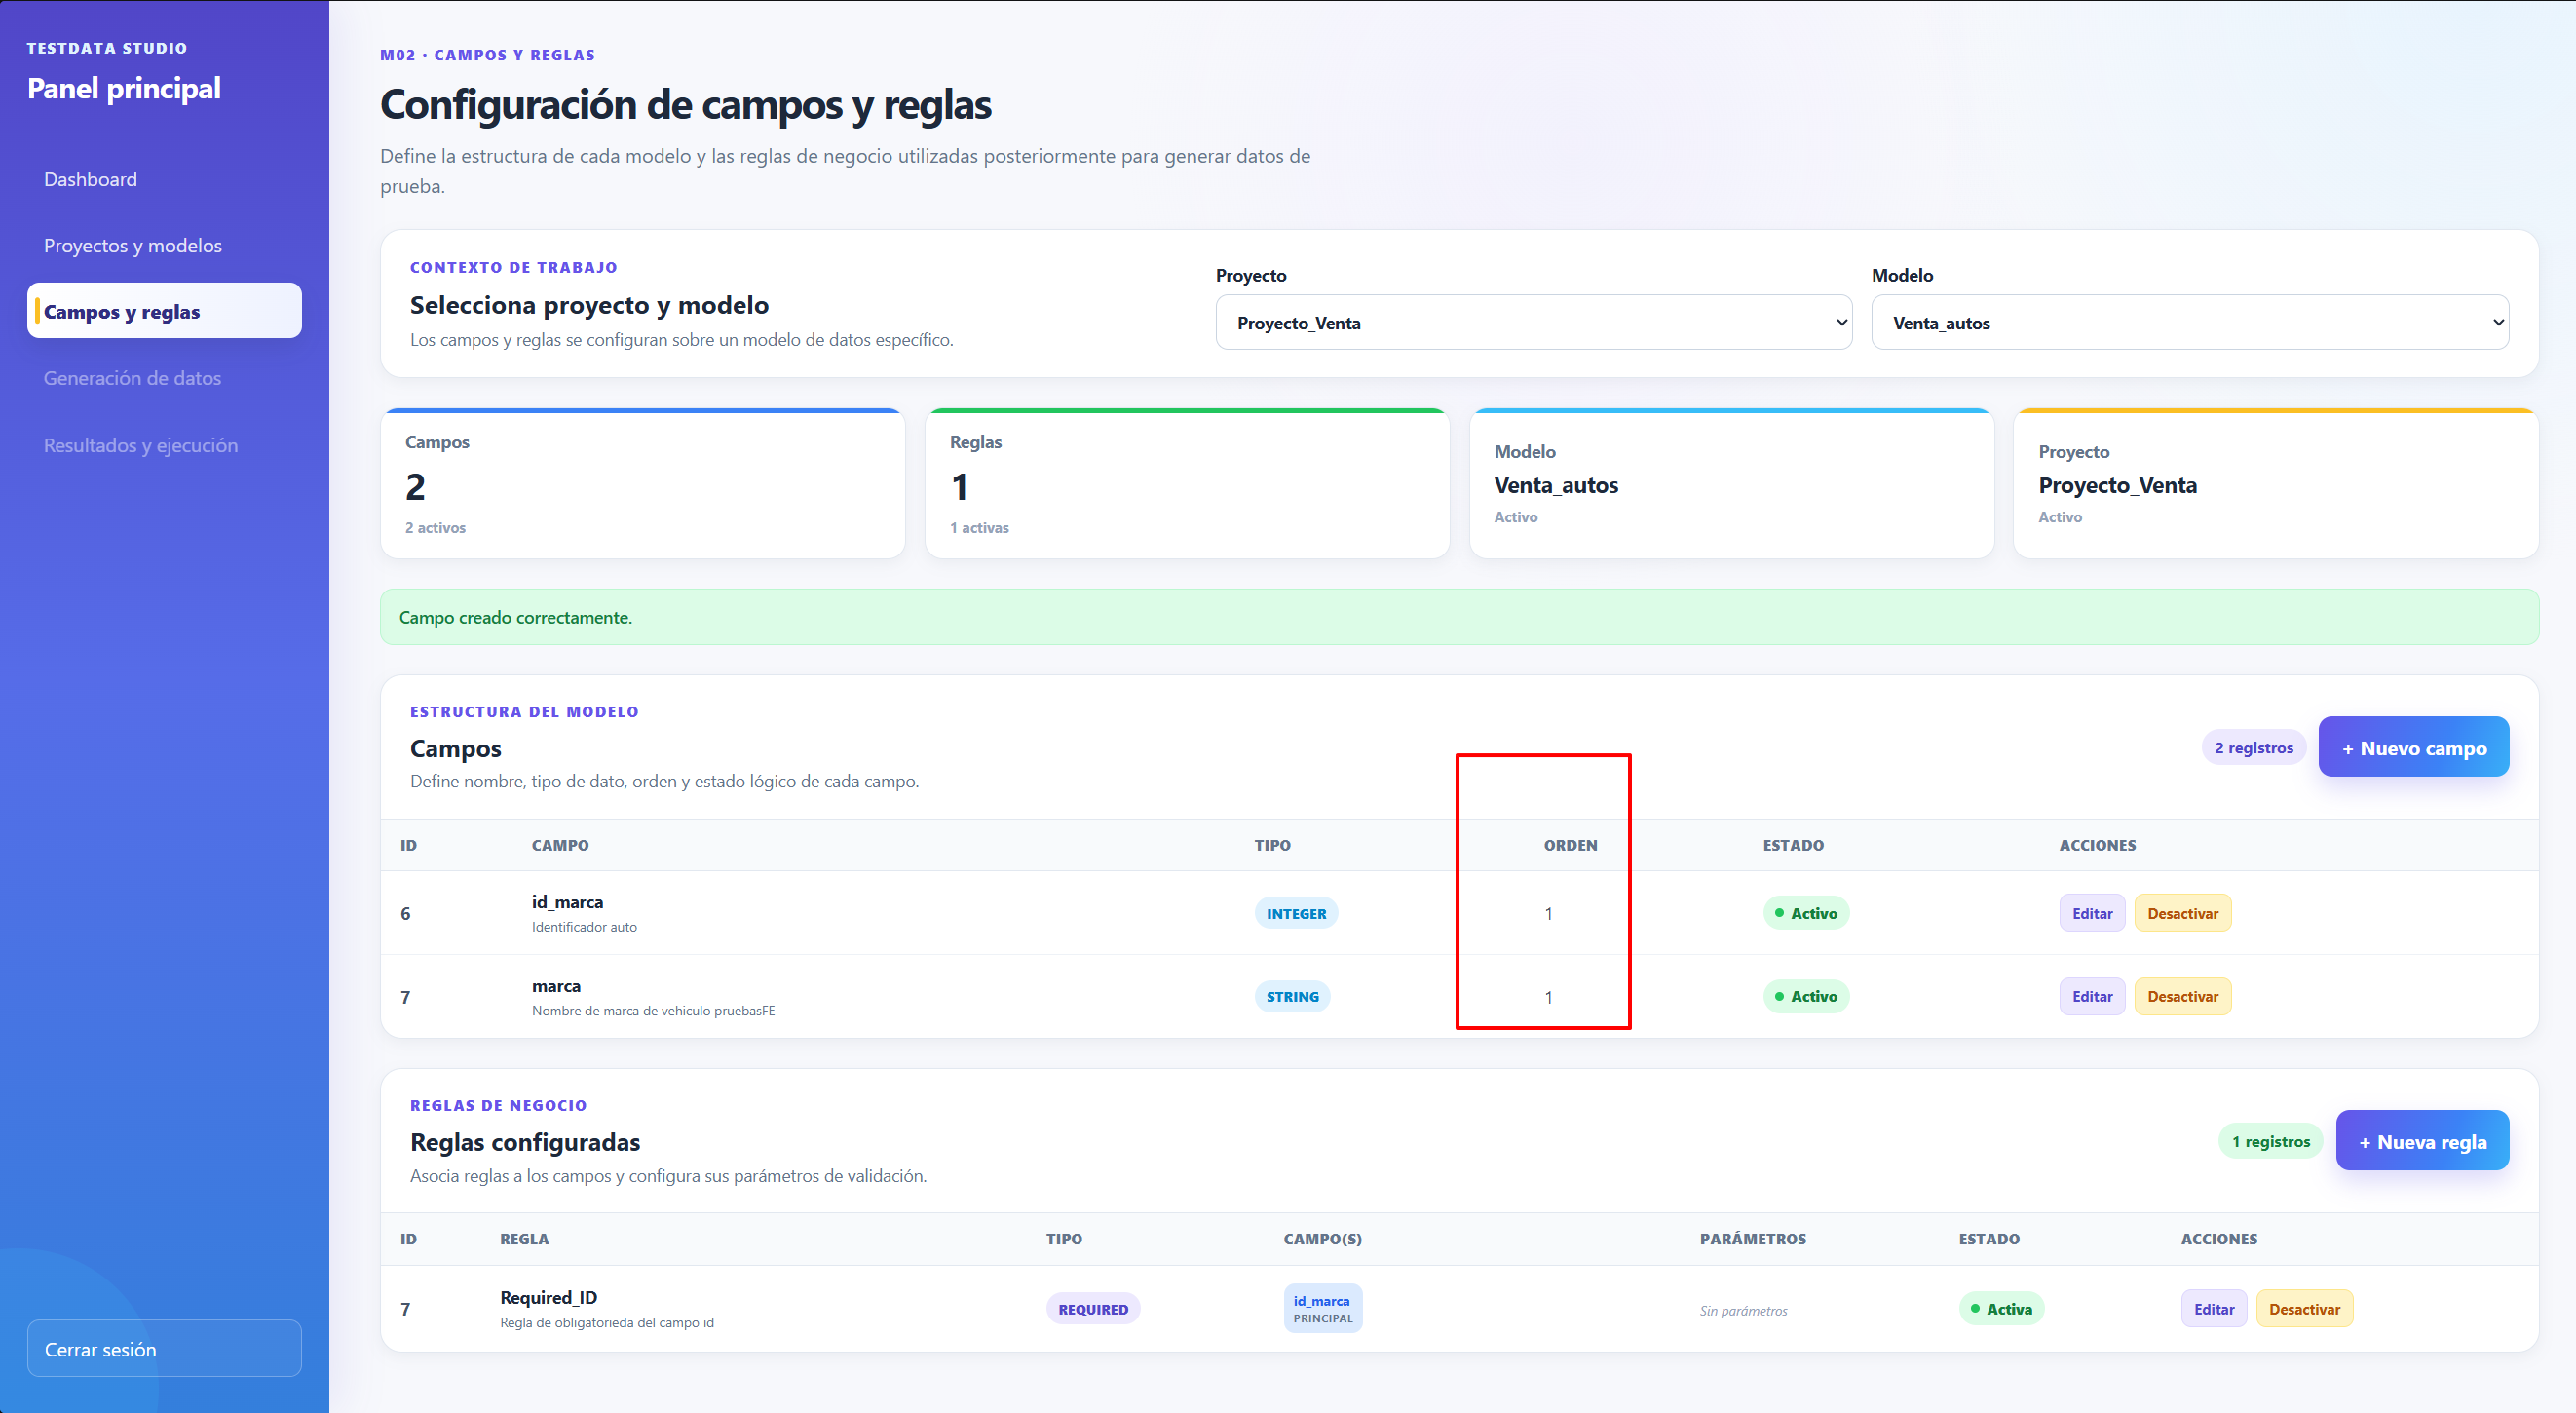 TESTDATA STUDIO
Panel principal
Dashboard
Proyectos y modelos
Campos y reglas
Generación de datos
Resultados y ejecución
Cerrar sesión
M02 · CAMPOS Y REGLAS
Configuración de campos y reglas
Define la estructura de cada modelo y las reglas de negocio utilizadas posteriormente para generar datos de
prueba.
CONTEXTO DE TRABAJO
Selecciona proyecto y modelo
Los campos y reglas se configuran sobre un modelo de datos específico.
Proyecto
Proyecto_Venta
Modelo
Venta_autos
Campos
2
2 activos
Reglas
1
1 activas
Modelo
Venta_autos
Activo
Proyecto
Proyecto_Venta
Activo
Campo creado correctamente.
ESTRUCTURA DEL MODELO
Campos
Define nombre, tipo de dato, orden y estado lógico de cada campo.
2 registros
+ Nuevo campo
ID CAMPO TIPO ORDEN ESTADO ACCIONES
6 id_marca INTEGER 1 Activo Editar Desactivar
Identificador auto
7 marca STRING 1 Activo Editar Desactivar
Nombre de marca de vehiculo pruebasFE
REGLAS DE NEGOCIO
Reglas configuradas
Asocia reglas a los campos y configura sus parámetros de validación.
1 registros
+ Nueva regla
ID REGLA TIPO CAMPO(S) PARÁMETROS ESTADO ACCIONES
7 Required_ID REQUIRED id_marca Sin parámetros Activa Editar Desactivar
Regla de obligatorieda del campo id PRINCIPAL